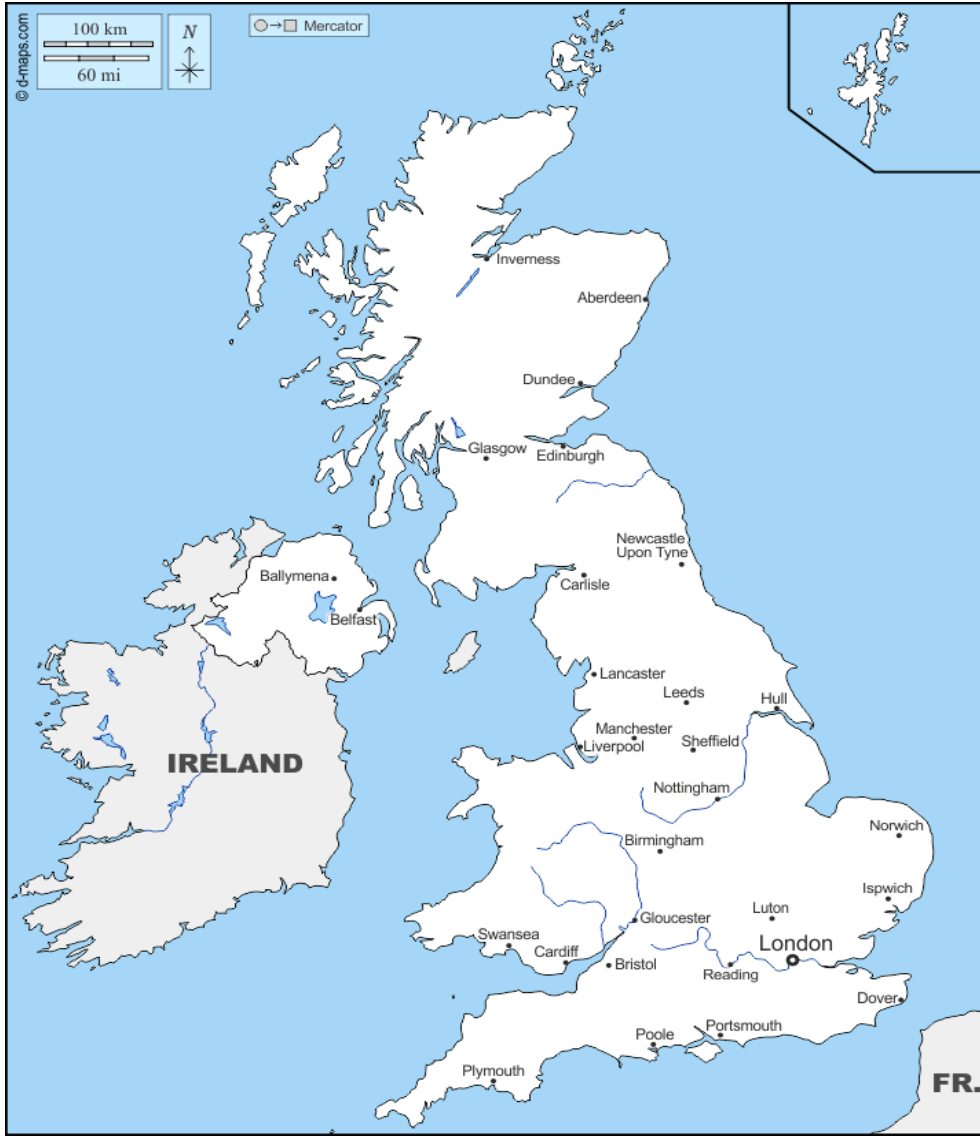 © d-maps.com
100 km
60 mi
N
Mercator
Inverness
Aberdeen
Dundee
Glasgow
Edinburgh
Newcastle
Upon Tyne
Ballymena
Carlisle
Belfast
Lancaster
Leeds
Hull
Manchester
Liverpool
Sheffield
IRELAND
Nottingham
Norwich
Birmingham
Ispwich
Luton
Gloucester
Swansea
London
Cardiff
Bristol
Reading
Dover
Portsmouth
Poole
Plymouth
FR.